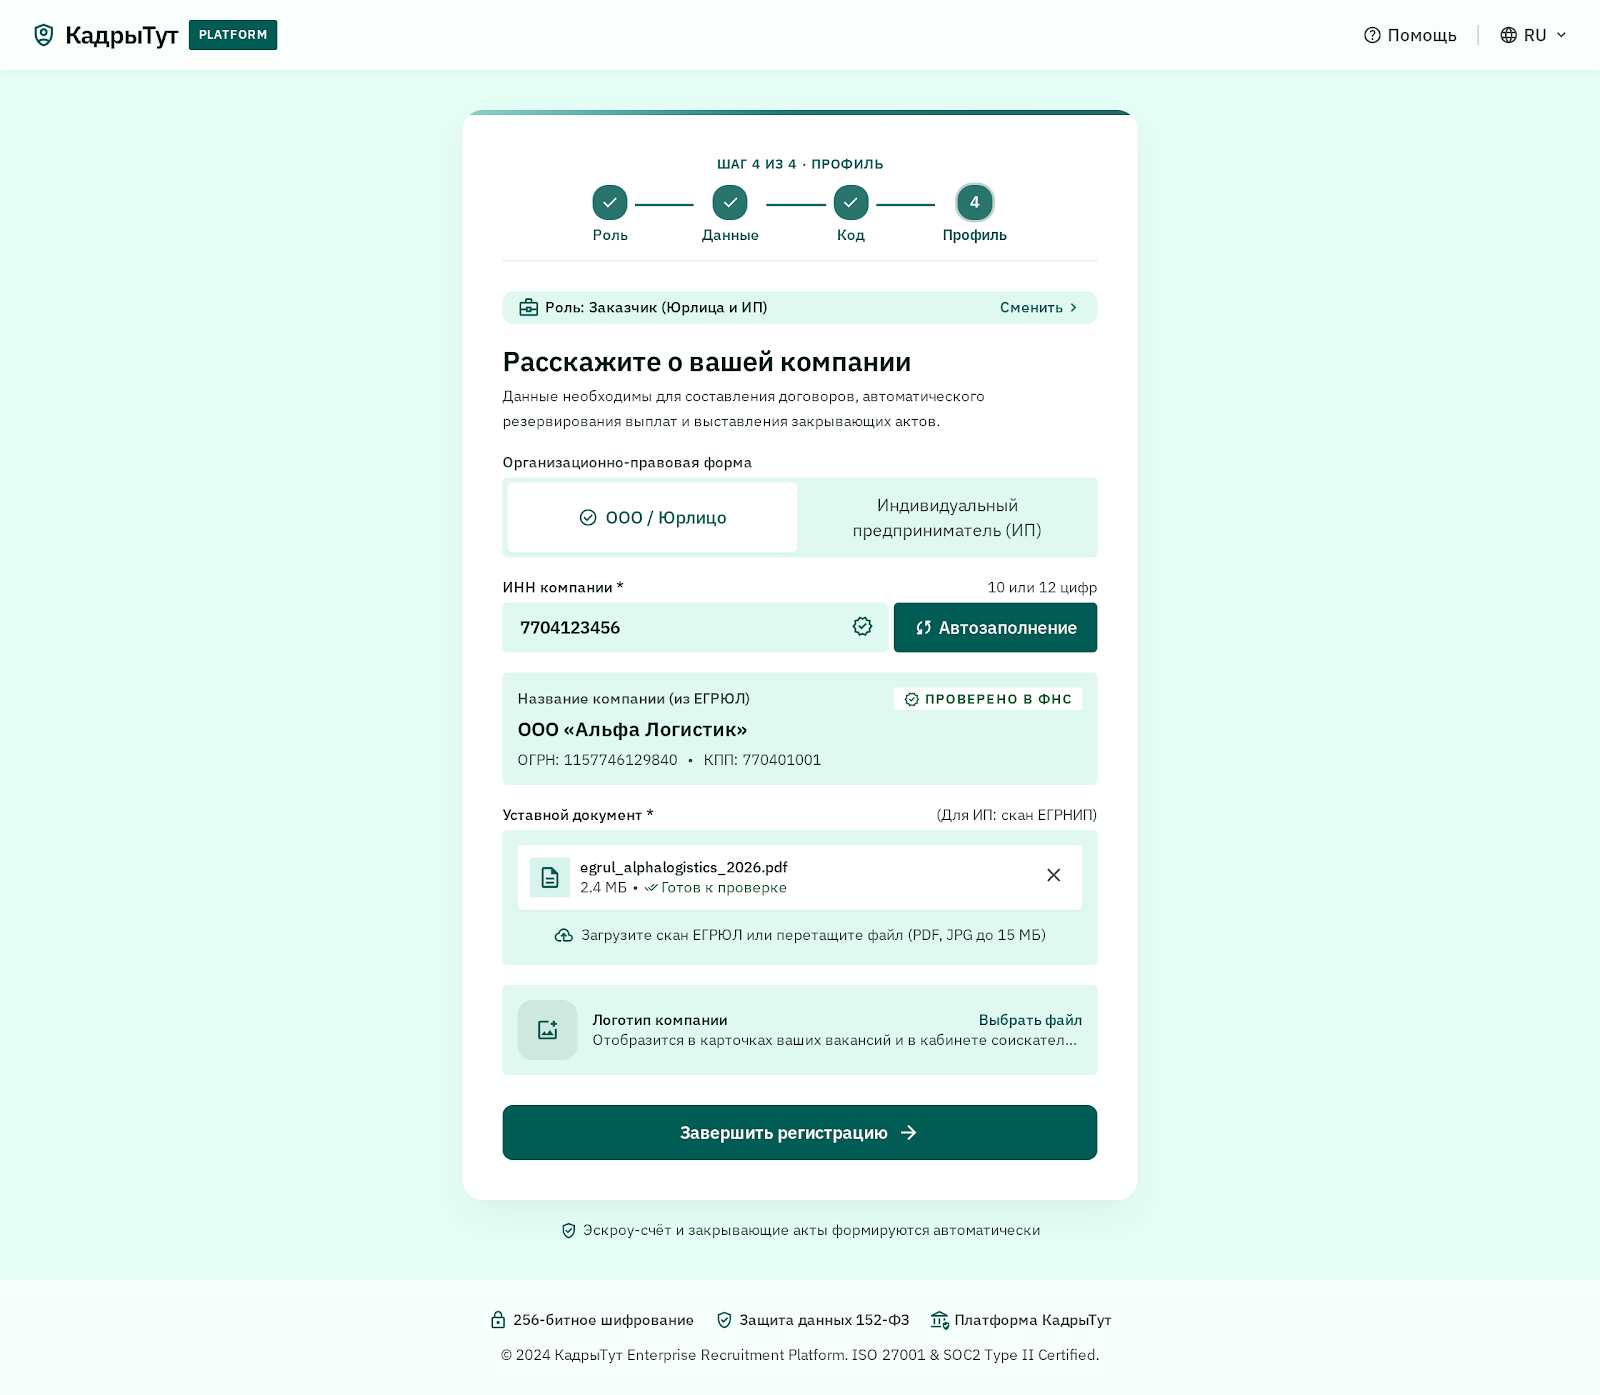 КадрыТут PLATFORM
Помощь
RU
ШАГ 4 ИЗ 4 · ПРОФИЛЬ
4
Роль
Данные
Код
Профиль
Роль: Заказчик (Юрлица и ИП)
Сменить
Расскажите о вашей компании
Данные необходимы для составления договоров, автоматического
резервирования выплат и выставления закрывающих актов.
Организационно-правовая форма
ООО / Юрлицо
Индивидуальный
предприниматель (ИП)
ИНН компании *
10 или 12 цифр
7704123456
Автозаполнение
Название компании (из ЕГРЮЛ)
ПРОВЕРЕНО В ФНС
ООО «Альфа Логистик»
ОГРН: 1157746129840 • КПП: 770401001
Уставной документ *
(Для ИП: скан ЕГРНИП)
egrul_alphalogistics_2026.pdf
2.4 МБ • Готов к проверке
Загрузите скан ЕГРЮЛ или перетащите файл (PDF, JPG до 15 МБ)
Логотип компании
Выбрать файл
Отобразится в карточках ваших вакансий и в кабинете соискател...
Завершить регистрацию
Эскроу-счёт и закрывающие акты формируются автоматически
256-битное шифрование
Защита данных 152-ФЗ
Платформа КадрыТут
© 2024 КадрыТут Enterprise Recruitment Platform. ISO 27001 & SOC2 Type II Certified.